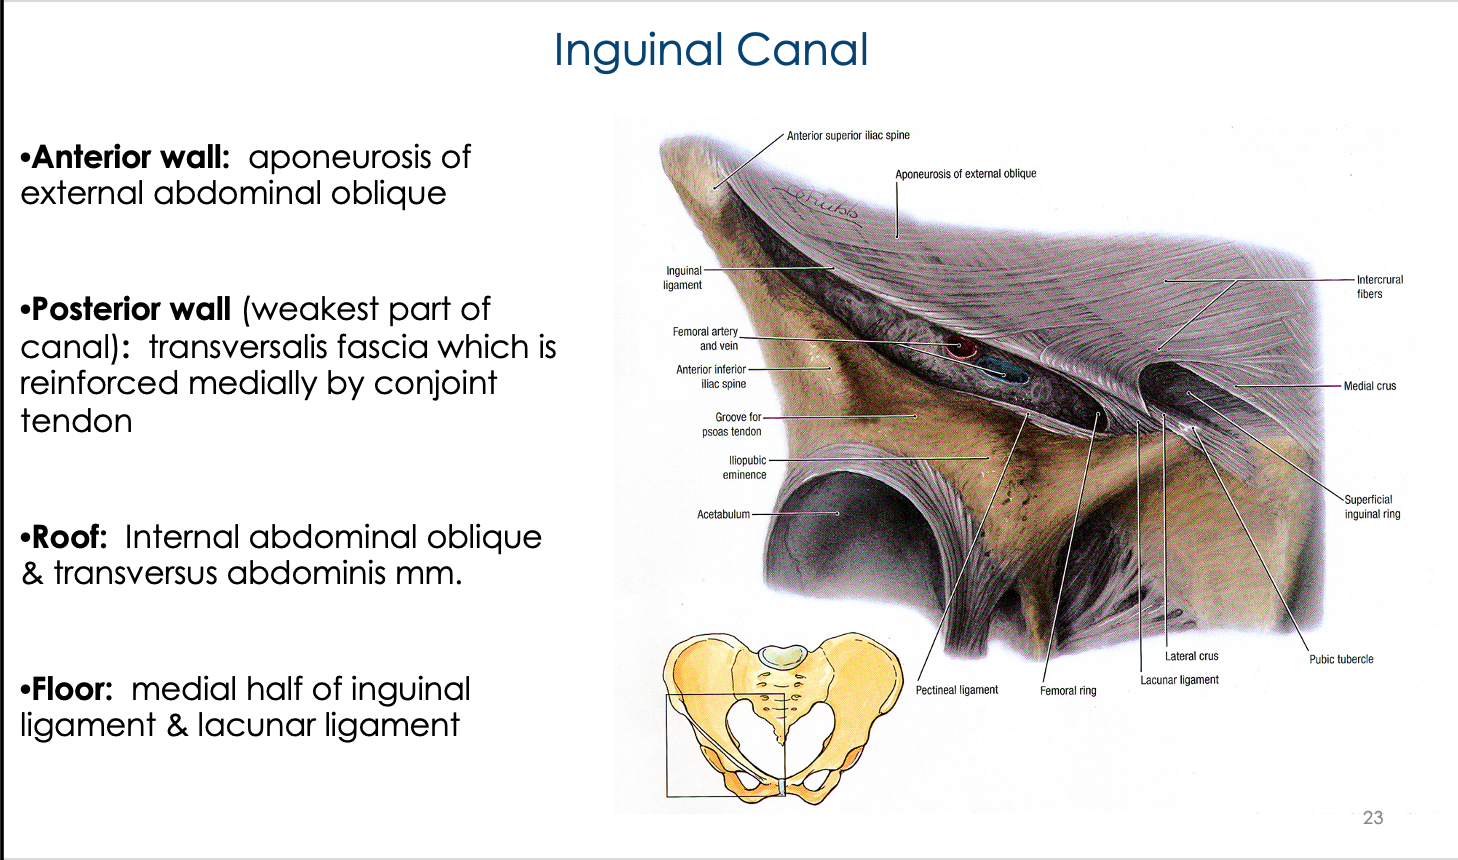 Inguinal Canal
•Anterior wall: aponeurosis of
external abdominal oblique
•Posterior wall (weakest part of
canal): transversalis fascia which is
reinforced medially by conjoint
tendon
•Roof: Internal abdominal oblique
& transversus abdominis mm.
•Floor: medial half of inguinal
ligament & lacunar ligament
Anterior superior iliac spine
Aponeurosis of external oblique
Inguinal
ligament
Femoral artery
and vein
Anterior inferior
iliac spine
Groove for
psoas tendon
Iliopubic
eminence
Acetabulum
Intercrural
fibers
Medial crus
Superficial
inguinal ring
Pubic tubercle
Lateral crus
Lacunar ligament
Femoral ring
Pectineal ligament
23